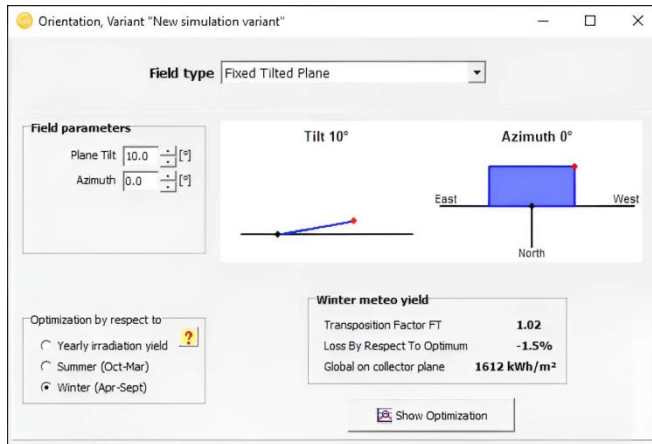 Orientation, Variant "New simulation variant"
Field type Fixed Tilted Plane
Field parameters
Plane Tilt 10.0 [°]
Azimuth 0.0 [°]
Tilt 10°
Azimuth 0°
East West
North
Optimization by respect to
?
Yearly irradiation yield
Summer (Oct-Mar)
Winter (Apr-Sept)
Winter meteo yield
Transposition Factor FT 1.02
Loss By Respect To Optimum -1.5%
Global on collector plane 1612 kWh/m²
Show Optimization